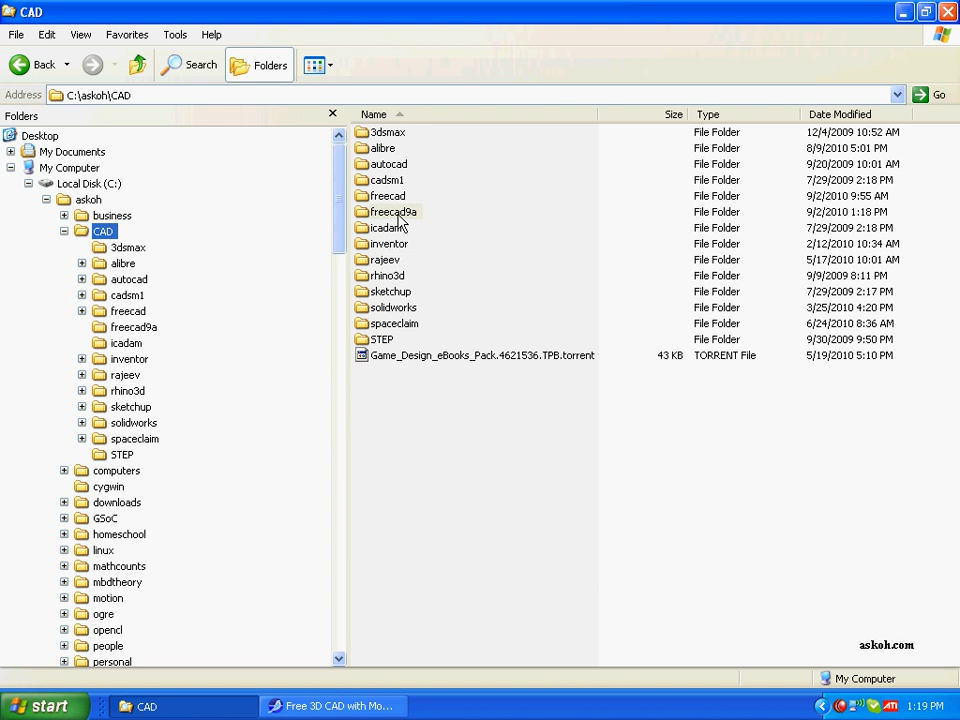 CAD
File Edit View Favorites Tools Help
Back Search Folders
Address C:\askoh\CAD Go
Folders
Desktop
My Documents
My Computer
Local Disk (C:)
askoh
business
CAD
3dsmax
alibre
autocad
cadsm1
freecad
freecad9a
icadam
inventor
rajeev
rhino3d
sketchup
solidworks
spaceclaim
STEP
computers
cygwin
downloads
GSoC
homeschool
linux
mathcounts
mbdtheory
motion
ogre
opencl
people
personal
Name Size Type Date Modified
3dsmax File Folder 12/4/2009 10:52 AM
alibre File Folder 8/9/2010 5:01 PM
autocad File Folder 9/20/2009 10:01 AM
cadsm1 File Folder 7/29/2009 2:18 PM
freecad File Folder 9/2/2010 9:55 AM
freecad9a File Folder 9/2/2010 1:18 PM
icadam File Folder 7/29/2009 2:18 PM
inventor File Folder 2/12/2010 10:34 AM
rajeev File Folder 5/17/2010 10:01 AM
rhino3d File Folder 9/9/2009 8:11 PM
sketchup File Folder 7/29/2009 2:17 PM
solidworks File Folder 3/25/2010 4:20 PM
spaceclaim File Folder 6/24/2010 8:36 AM
STEP File Folder 9/30/2009 9:50 PM
Game_Design_eBooks_Pack.4621536.TPB.torrent 43 KB TORRENT File 5/19/2010 5:10 PM
askoh.com
My Computer
start CAD Free 3D CAD with Mo... ATI 1:19 PM